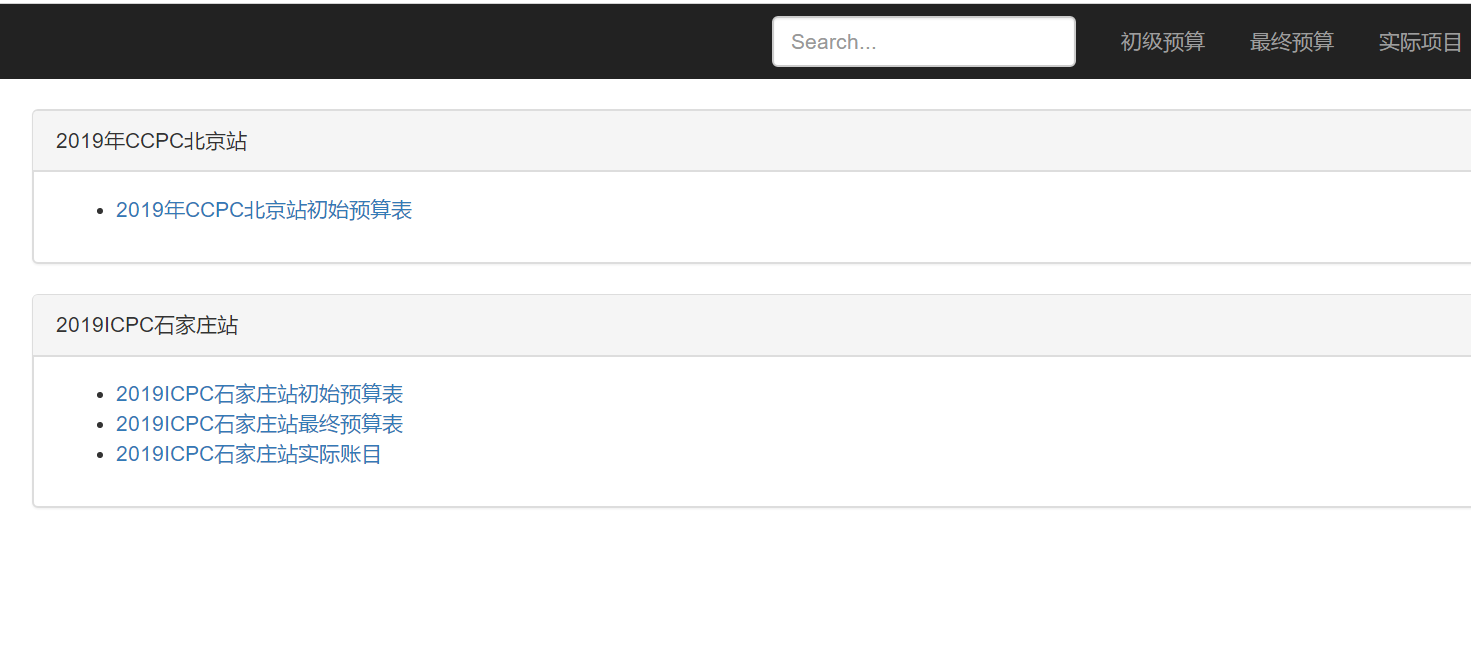 Search... 初级预算 最终预算 实际项目
2019年CCPC北京站
2019年CCPC北京站初始预算表
2019ICPC石家庄站
2019ICPC石家庄站初始预算表
2019ICPC石家庄站最终预算表
2019ICPC石家庄站实际账目